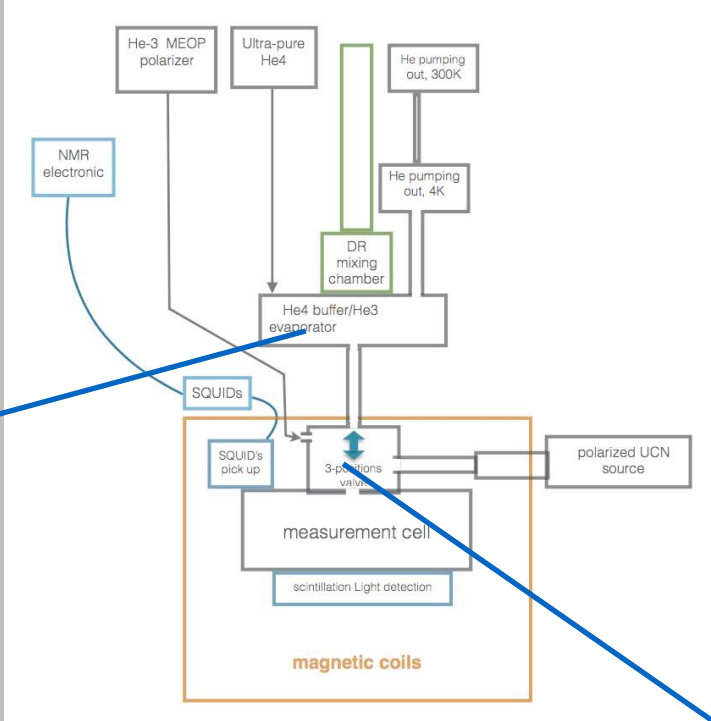 He-3 MEOP
polarizer
Ultra-pure
He4
He pumping
out, 300K
NMR
electronic
He pumping
out, 4K
DR
mixing
chamber
He4 buffer/He3
evaporator
SQUIDs
SQUID's
pick up
3-positions
valve
polarized UCN
source
measurement cell
scintillation Light detection
magnetic coils